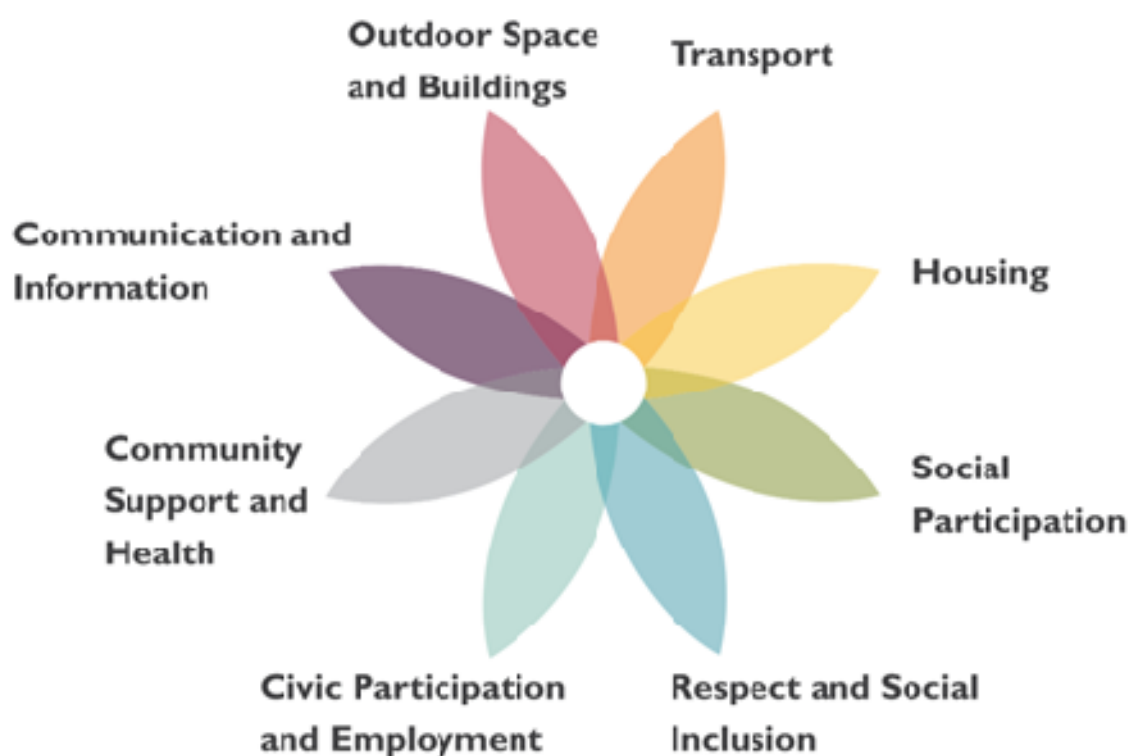 Outdoor Space
and Buildings
Transport
Housing
Social
Participation
Respect and Social
Inclusion
Civic Participation
and Employment
Community
Support and
Health
Communication and
Information